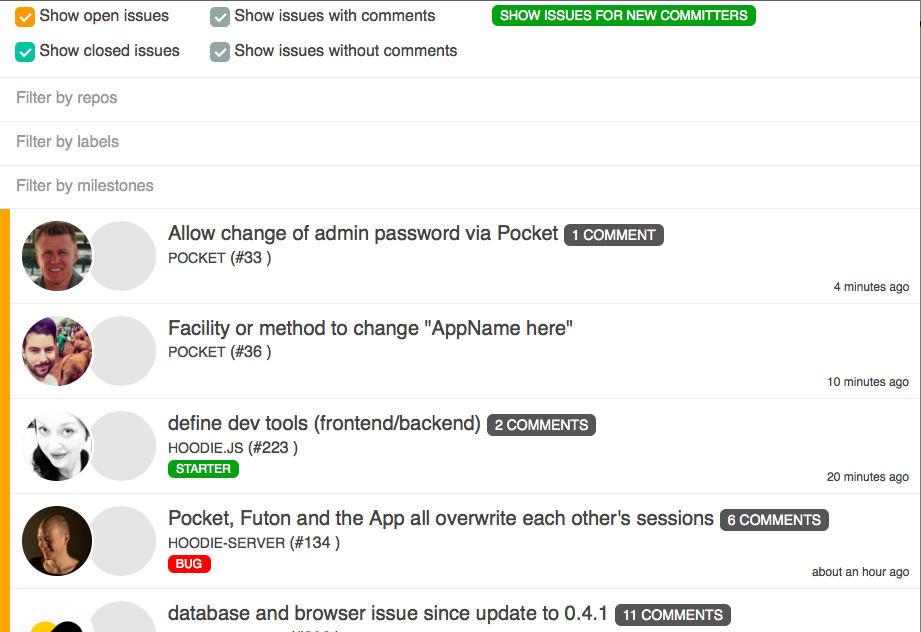 Show open issues
Show issues with comments
SHOW ISSUES FOR NEW COMMITTERS
Show closed issues
Show issues without comments
Filter by repos
Filter by labels
Filter by milestones
Allow change of admin password via Pocket 1 COMMENT
POCKET (#33 )
4 minutes ago
Facility or method to change "AppName here"
POCKET (#36 )
10 minutes ago
define dev tools (frontend/backend) 2 COMMENTS
HOODIE.JS (#223 )
STARTER
20 minutes ago
Pocket, Futon and the App all overwrite each other's sessions 6 COMMENTS
HOODIE-SERVER (#134 )
BUG
about an hour ago
database and browser issue since update to 0.4.1 11 COMMENTS